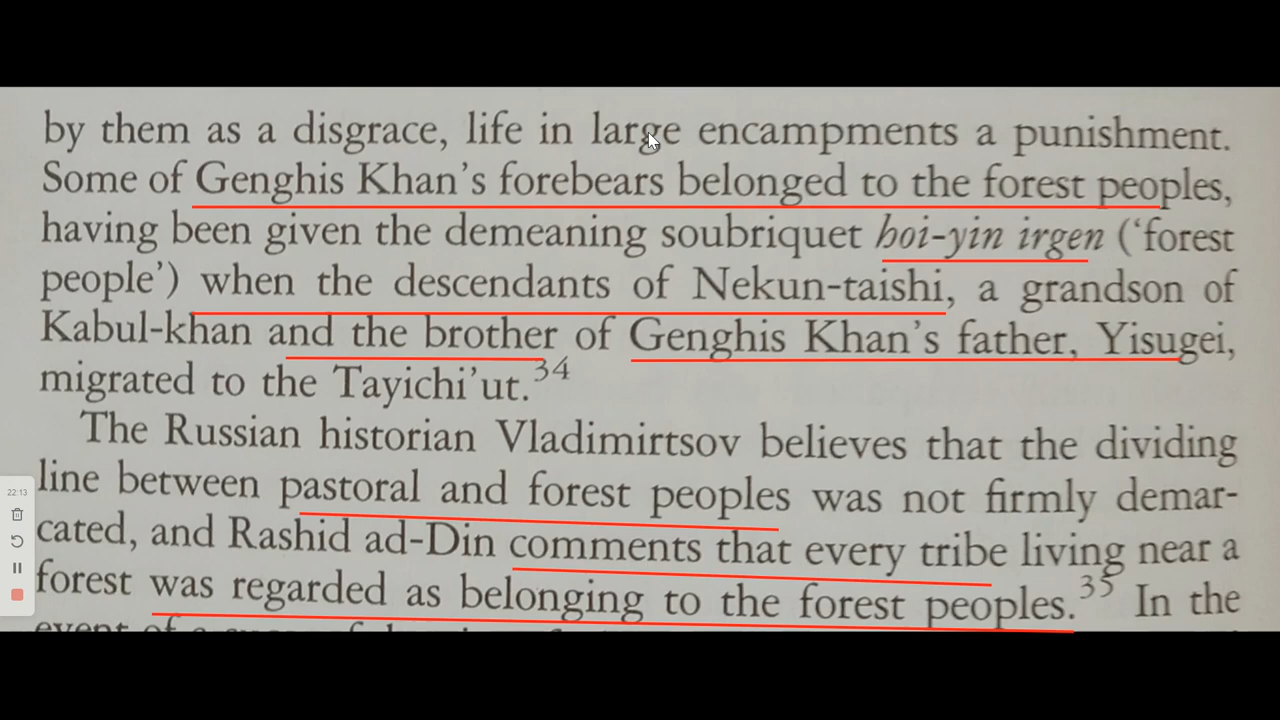 by them as a disgrace, life in large encampments a punishment.
Some of Genghis Khan's forebears belonged to the forest peoples,
having been given the demeaning soubriquet hoi-yin irgen ('forest
people') when the descendants of Nekun-taishi, a grandson of
Kabul-khan and the brother of Genghis Khan's father, Yisugei,
migrated to the Tayichi'ut.34
The Russian historian Vladimirtsov believes that the dividing
line between pastoral and forest peoples was not firmly demar-
cated, and Rashid ad-Din comments that every tribe living near a
forest was regarded as belonging to the forest peoples.35 In the
22:13